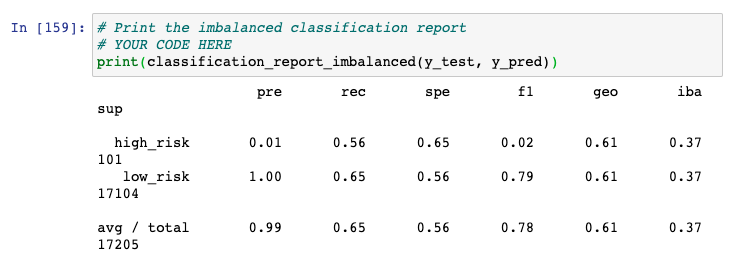 In [159]: # Print the imbalanced classification report
# YOUR CODE HERE
print(classification_report_imbalanced(y_test, y_pred))
pre rec spe f1 geo iba
sup
high_risk 0.01 0.56 0.65 0.02 0.61 0.37
101
low_risk 1.00 0.65 0.56 0.79 0.61 0.37
17104
avg / total 0.99 0.65 0.56 0.78 0.61 0.37
17205